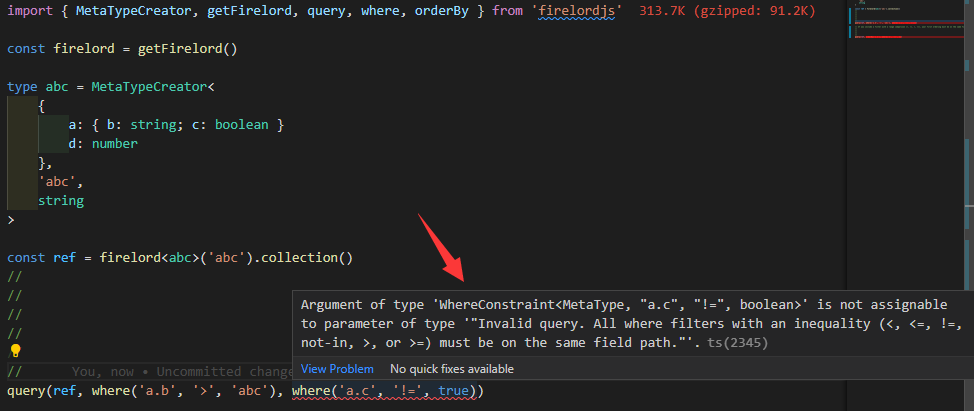 import { MetaTypeCreator, getFirelord, query, where, orderBy } from 'firelordjs' 313.7K (gzipped: 91.2K)
const firelord = getFirelord()
type abc = MetaTypeCreator<
{
a: { b: string; c: boolean }
d: number
},
'abc',
string
>
const ref = firelord<abc>('abc').collection()
//
//
//
//
Argument of type 'WhereConstraint<MetaType, "a.c", "!=", boolean>' is not assignable
to parameter of type '"Invalid query. All where filters with an inequality (<, <=, !=,
not-in, >, or >=) must be on the same field path."'. ts(2345)
View Problem No quick fixes available
// You, now • Uncommitted change
query(ref, where('a.b', '>', 'abc'), where('a.c', '!=', true))